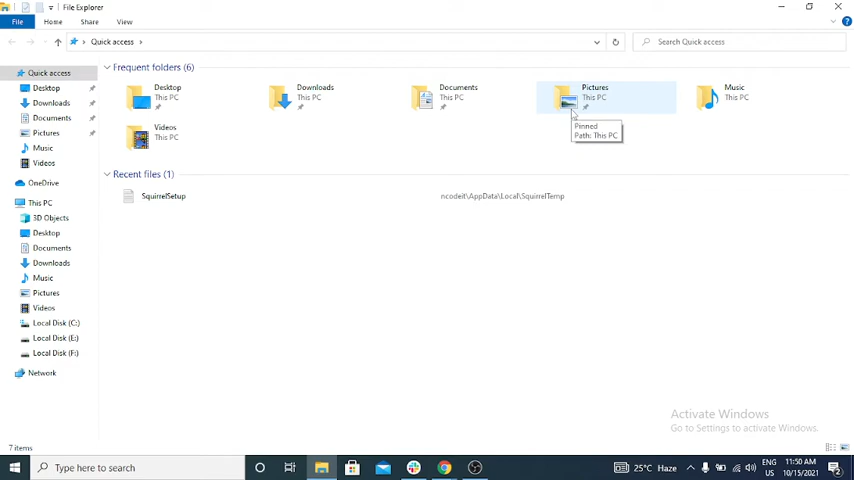 File Explorer
File Home Share View
Quick access
Search Quick access
Quick access
Desktop
Downloads
Documents
Pictures
Music
Videos
OneDrive
This PC
3D Objects
Desktop
Documents
Downloads
Music
Pictures
Videos
Local Disk (C:)
Local Disk (E:)
Local Disk (F:)
Network
Frequent folders (6)
Desktop
This PC
Downloads
This PC
Documents
This PC
Pictures
This PC
Music
This PC
Videos
This PC
Pinned
Path: This PC
Recent files (1)
SquirrelSetup ncodeit\AppData\Local\SquirrelTemp
Activate Windows
Go to Settings to activate Windows.
7 items
Type here to search
25°C Haze
ENG
US
11:50 AM
10/15/2021
2